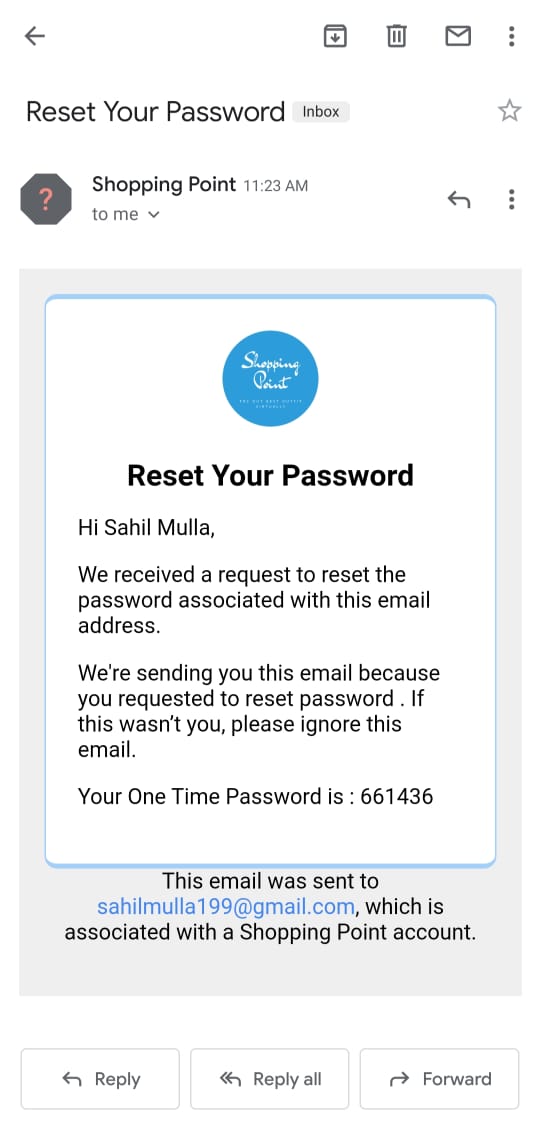 Reset Your Password Inbox
?
Shopping Point 11:23 AM
to me
Shopping
Point
Reset Your Password
Hi Sahil Mulla,
We received a request to reset the
password associated with this email
address.
We're sending you this email because
you requested to reset password . If
this wasn’t you, please ignore this
email.
Your One Time Password is : 661436
This email was sent to
sahilmulla199@gmail.com, which is
associated with a Shopping Point account.
Reply
Reply all
Forward